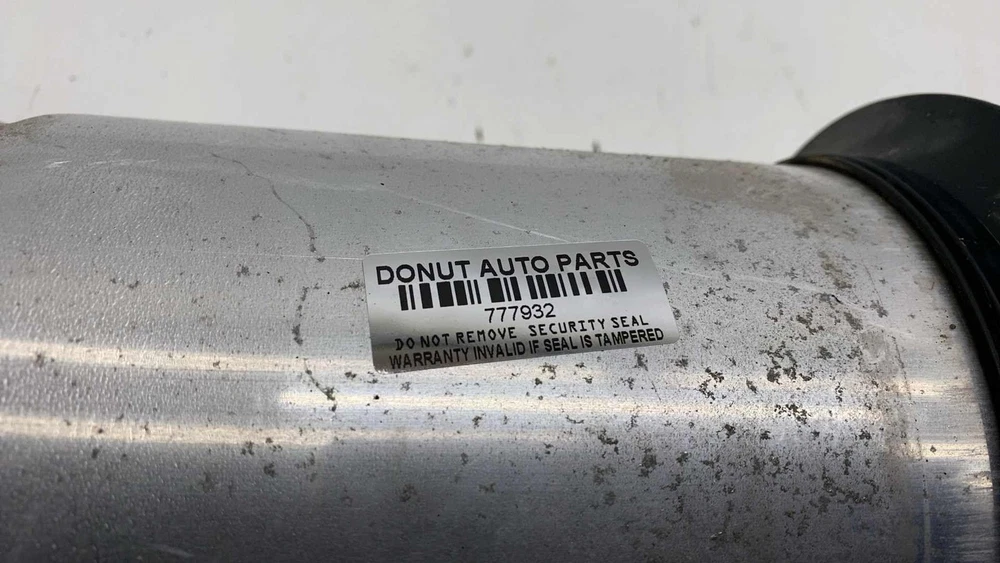 DONUT AUTO PARTS
777932
DO NOT REMOVE SECURITY SEAL
WARRANTY INVALID IF SEAL IS TAMPERED